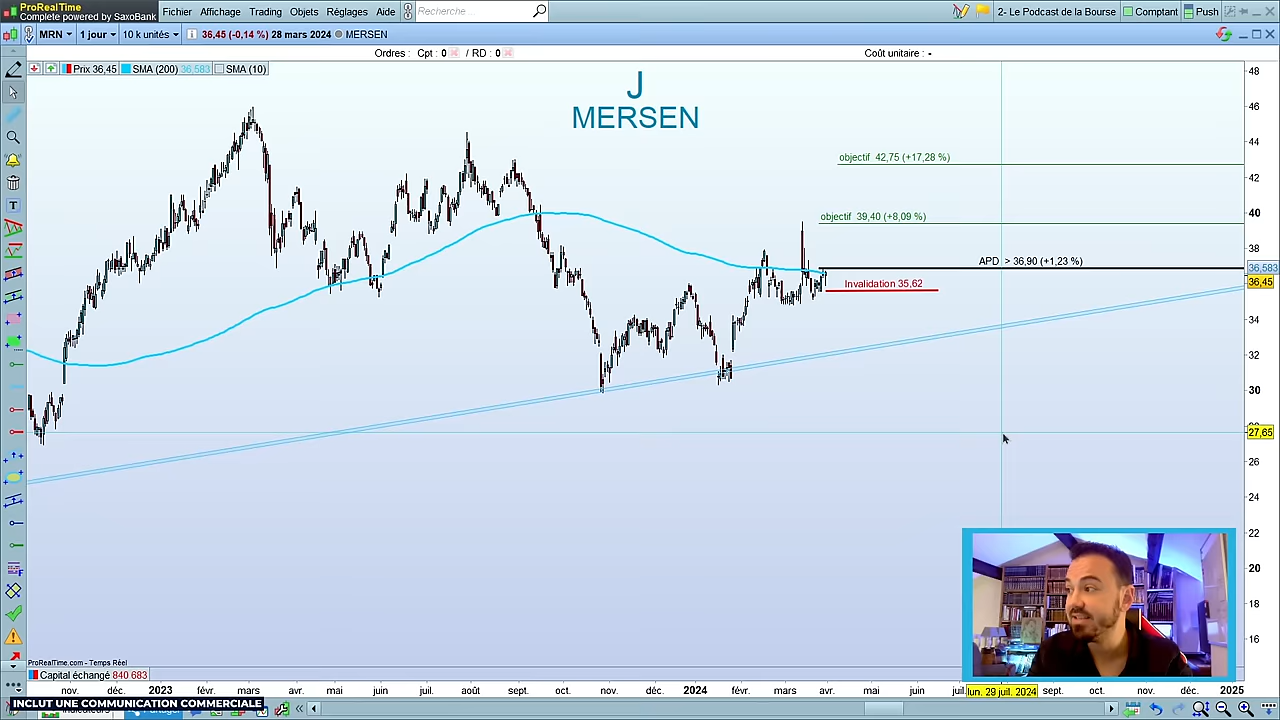 ProRealTime
Complete powered by SaxoBank
Fichier Affichage Trading Objets Réglages Aide
Recherche
2- Le Podcast de la Bourse
Comptant
Push
MRN
1 jour
10 k unités
36,45 (-0,14 %) 28 mars 2024
MERSEN
Ordres : Cpt : 0 / RD : 0
Coût unitaire : -
Prix 36,45
SMA (200) 36,583
SMA (10)
J
MERSEN
objectif 42,75 (+17,28 %)
objectif 39,40 (+8,09 %)
APD > 36,90 (+1,23 %)
Invalidation 35,62
48
46
44
42
40
38
36,583
36,45
34
32
30
27,65
26
24
22
20
18
16
ProRealTime.com - Temps Réel
Capital échangé 840 683
nov. déc. 2023 févr. mars avr. mai juin juil. août sept. oct. nov. déc. 2024 févr. mars avr. mai juin juil. lun. 29 juil. 2024 sept. oct. nov. déc. 2025
INCLUT UNE COMMUNICATION COMMERCIALE